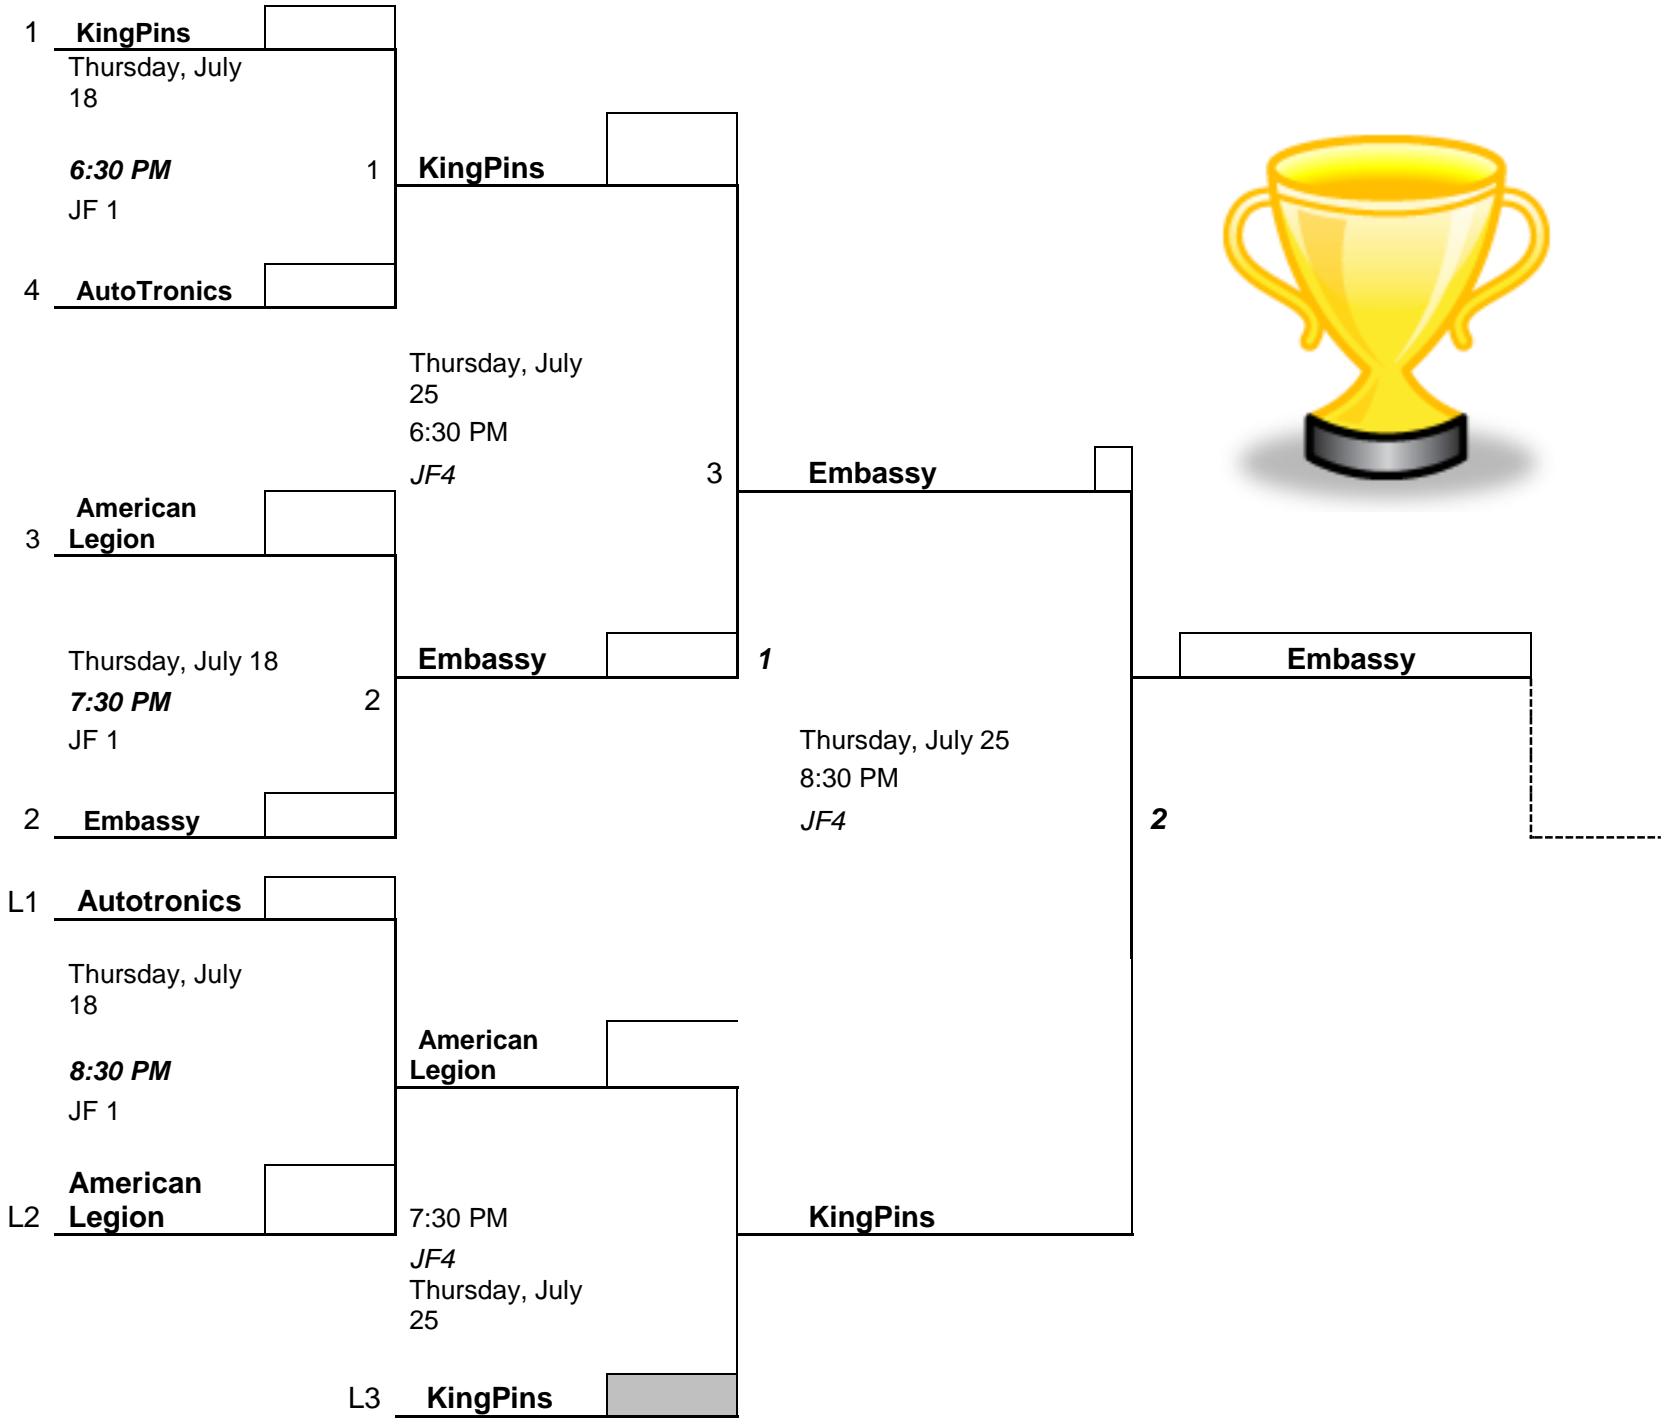 1 KingPins
Thursday, July
18
6:30 PM 1 KingPins
JF 1
4 AutoTronics
Thursday, July
25
6:30 PM
JF4 3 Embassy
American
3 Legion
Thursday, July 18 Embassy 1 Embassy
7:30 PM 2
JF 1 Thursday, July 25
8:30 PM
2 Embassy JF4 2
L1 Autotronics
Thursday, July
18
American
8:30 PM Legion
JF 1
American
L2 Legion 7:30 PM KingPins
JF4
Thursday, July
25
L3 KingPins